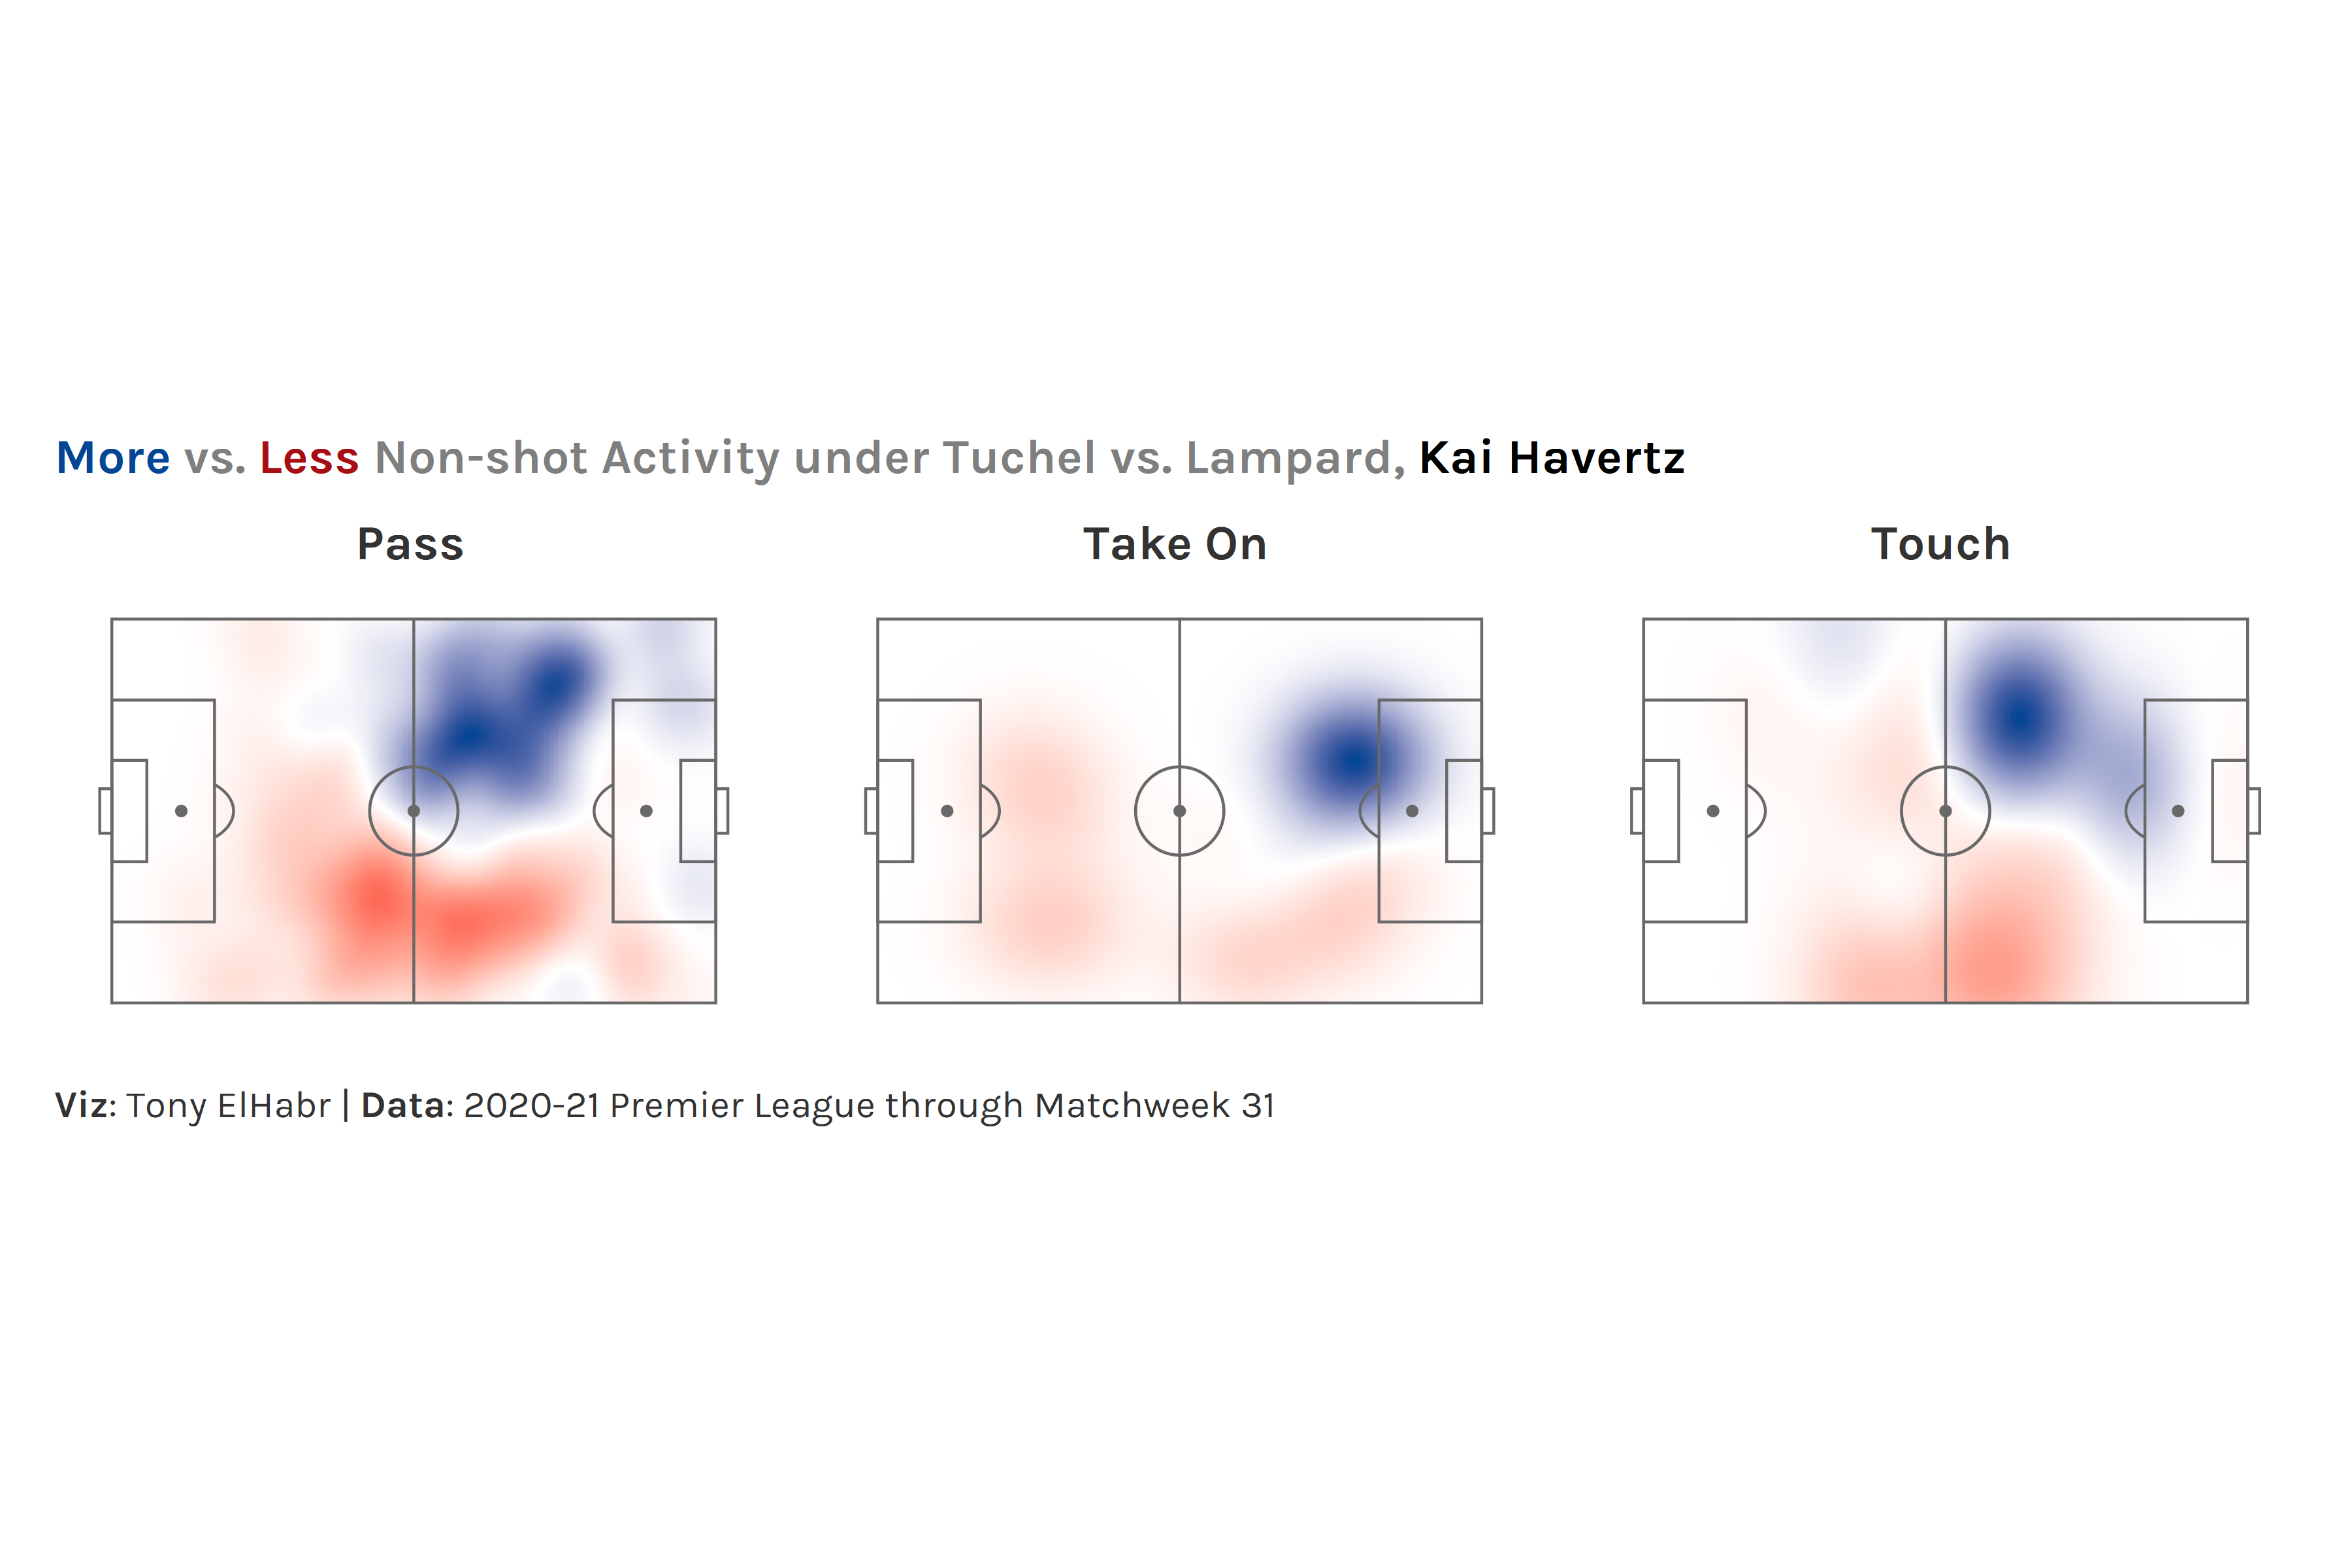 More vs. Less Non-shot Activity under Tuchel vs. Lampard, Kai Havertz
Pass
Take On
Touch
Viz: Tony ElHabr | Data: 2020-21 Premier League through Matchweek 31